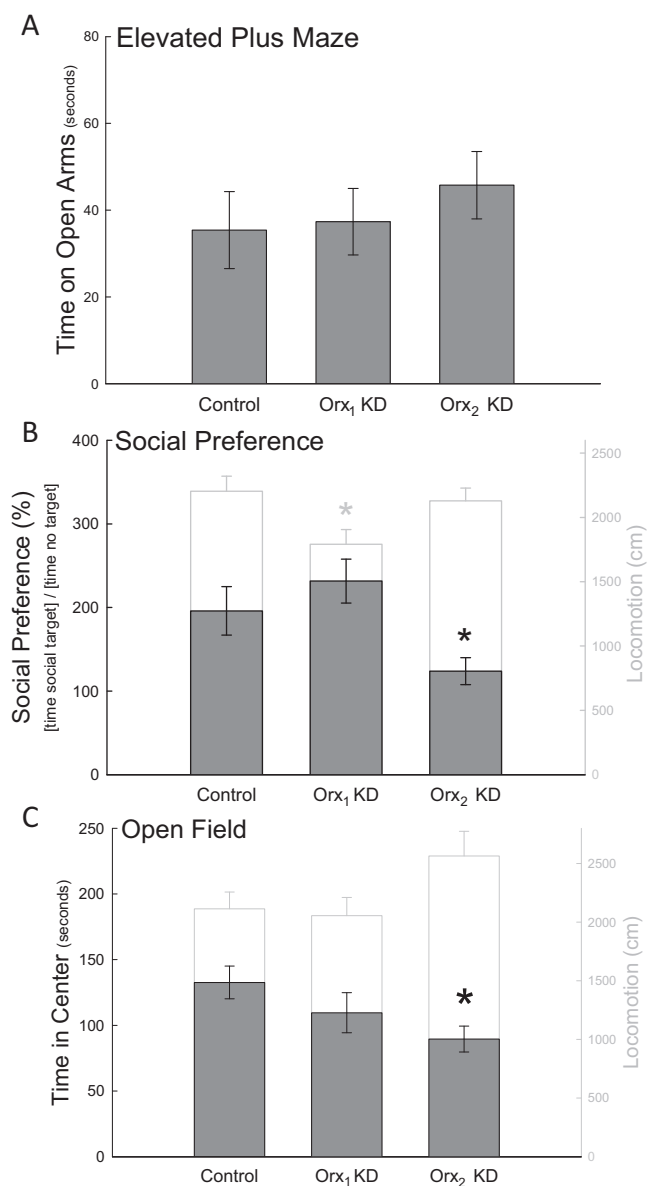 A
Elevated Plus Maze
Time on Open Arms (seconds)
80
60
40
20
0
Control
Orx₁ KD
Orx₂ KD
B
Social Preference
Social Preference (%)
[time social target] / [time no target]
400
300
200
100
0
*
*
2500
2000
1500
1000
500
0
Locomotion (cm)
Control
Orx₁ KD
Orx₂ KD
C
Open Field
Time in Center (seconds)
250
200
150
100
50
0
*
2500
2000
1500
1000
500
0
Locomotion (cm)
Control
Orx₁ KD
Orx₂ KD